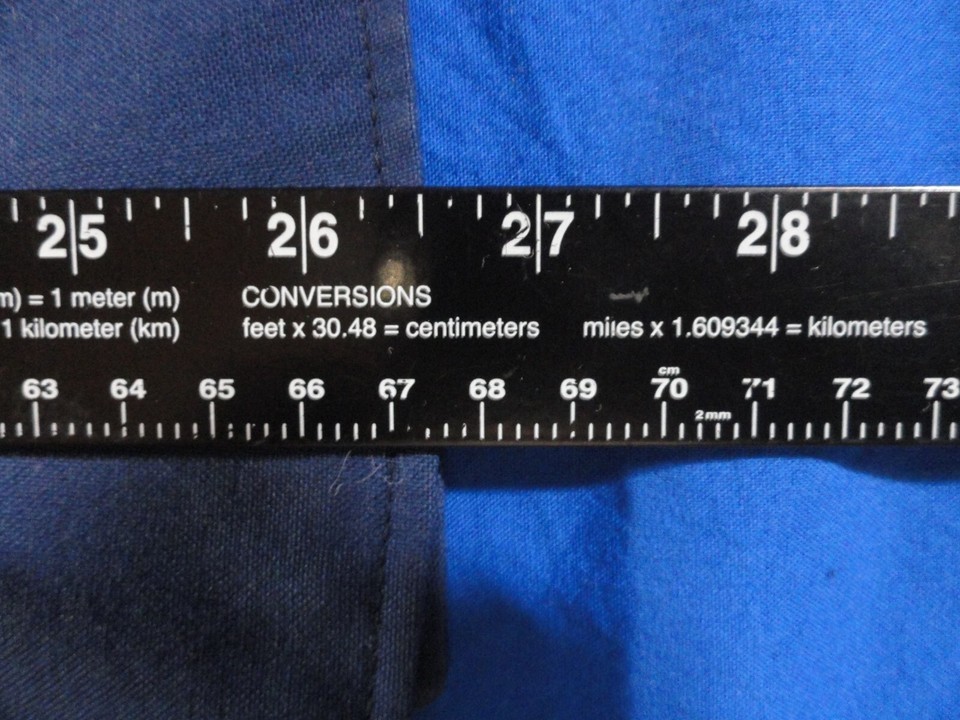 25 26 27 28
m) = 1 meter (m) CONVERSIONS
1 kilometer (km) feet x 30.48 = centimeters miles x 1.609344 = kilometers
cm
63 64 65 66 67 68 69 70 71 72 73
2mm